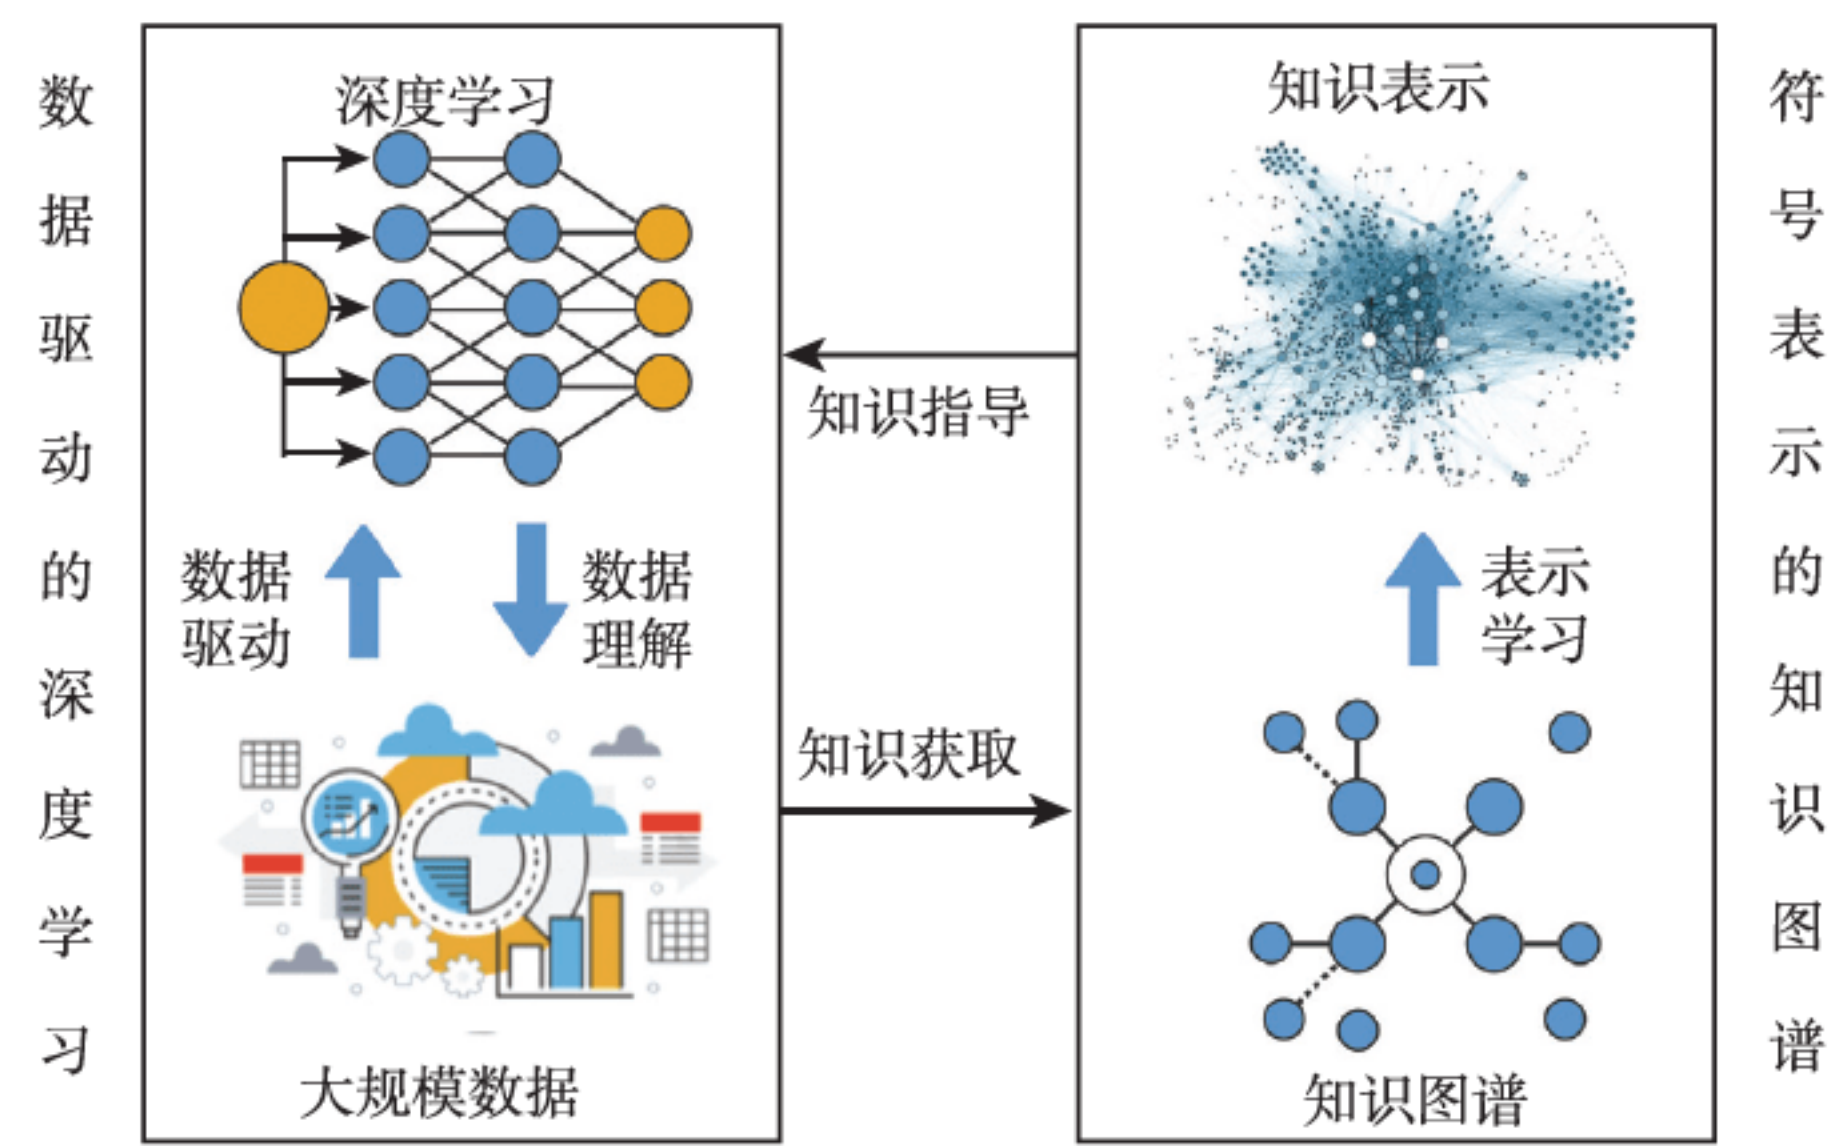 数据驱动的深度学习
深度学习
数据
驱动
数据
理解
大规模数据
知识指导
知识获取
知识表示
表示
学习
知识图谱
符号表示的知识图谱